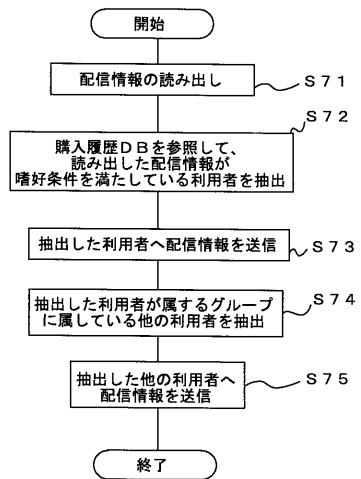 開始
配信情報の読み出し
S71
S72
購入履歴DBを参照して、
読み出した配信情報が
嗜好条件を満たしている利用者を抽出
抽出した利用者へ配信情報を送信
S73
抽出した利用者が属するグループ
に属している他の利用者を抽出
S74
抽出した他の利用者へ
配信情報を送信
S75
終了